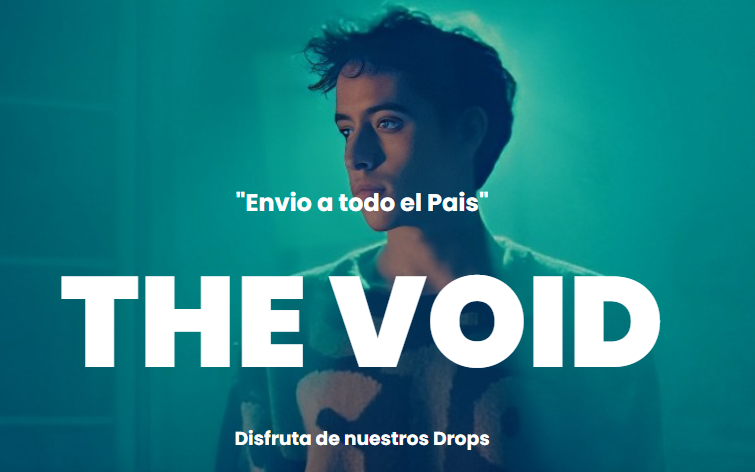 "Envio a todo el Pais"
THE VOID
Disfruta de nuestros Drops